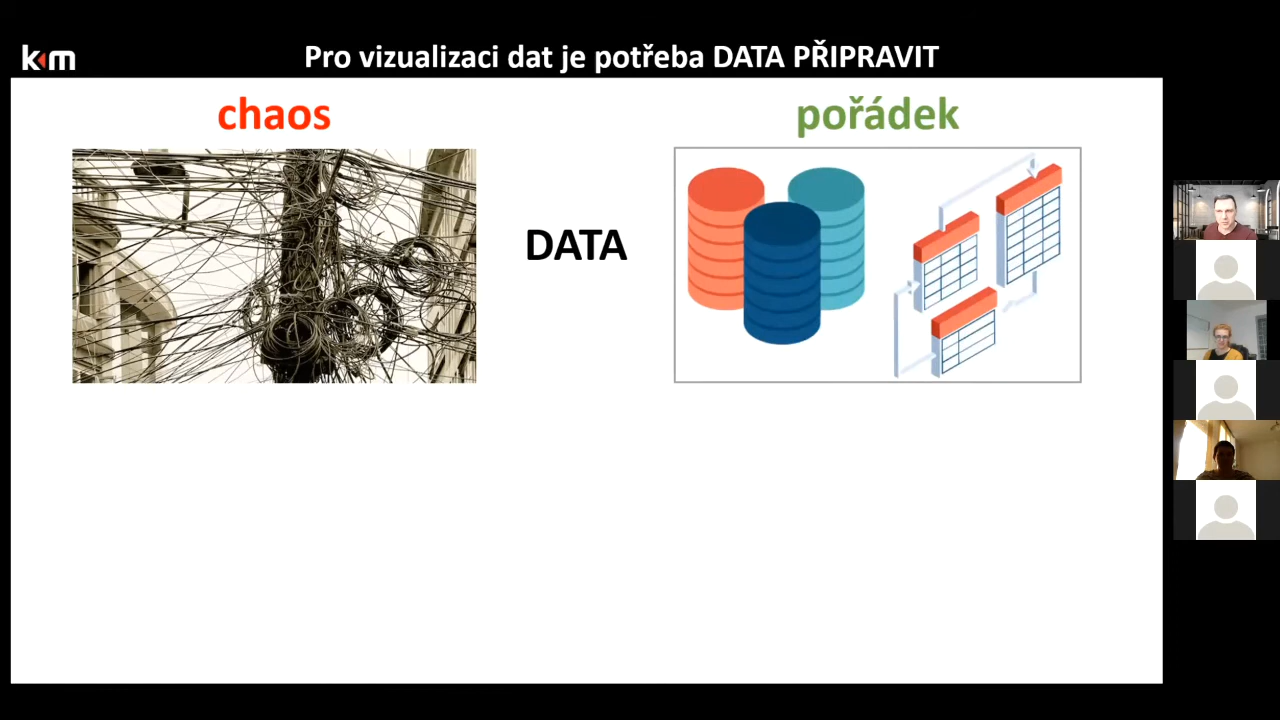 km
Pro vizualizaci dat je potřeba DATA PŘIPRAVIT
chaos
pořádek
DATA